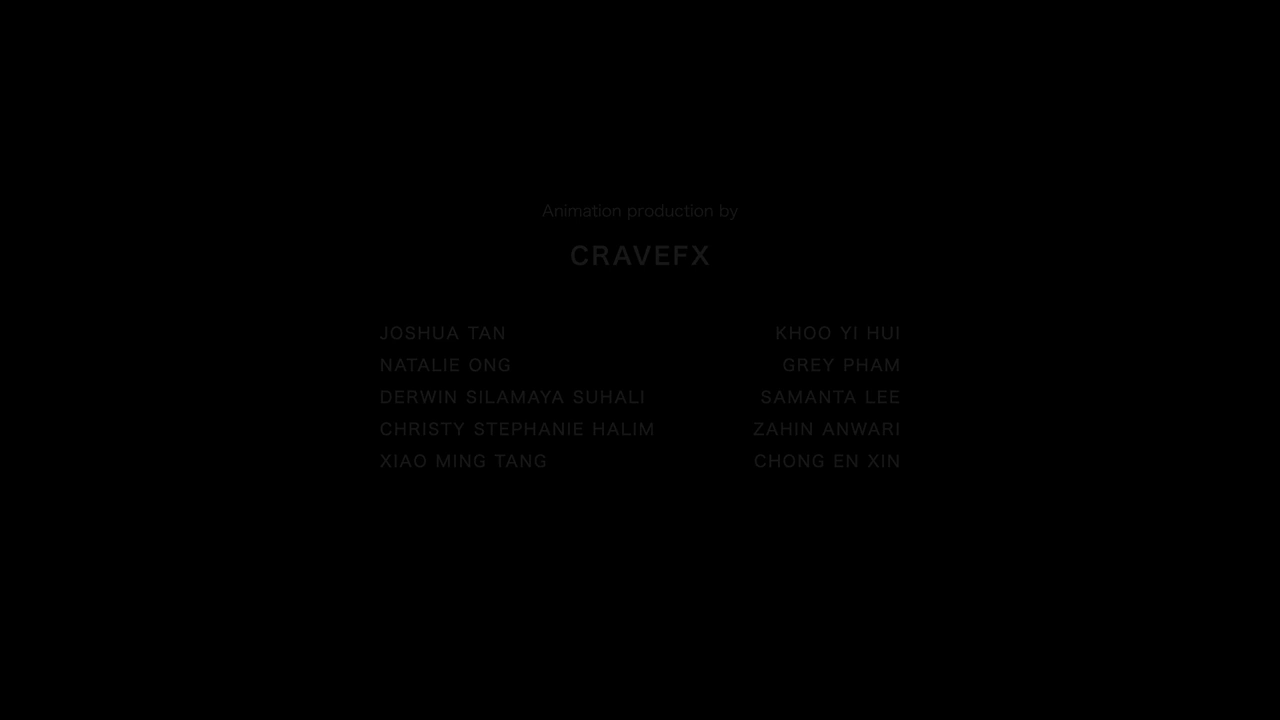 Animation production by
CRAVEFX
JOSHUA TAN
KHOO YI HUI
NATALIE ONG
GREY PHAM
DERWIN SILAMAYA SUHALI
SAMANTA LEE
CHRISTY STEPHANIE HALIM
ZAHIN ANWARI
XIAO MING TANG
CHONG EN XIN